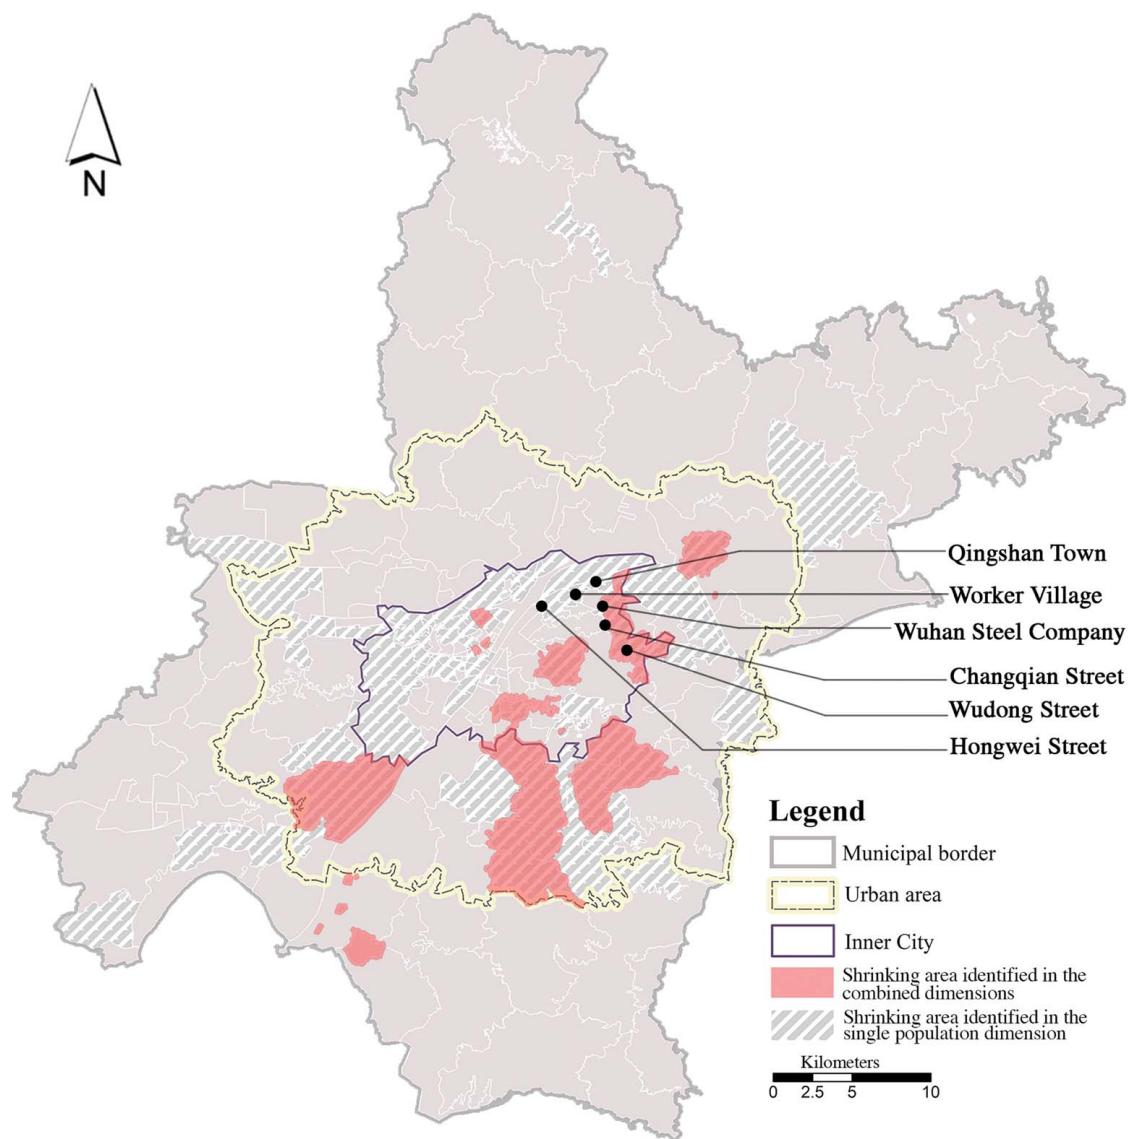 N
Qingshan Town
Worker Village
Wuhan Steel Company
Changqian Street
Wudong Street
Hongwei Street
Legend
Municipal border
Urban area
Inner City
Shrinking area identified in the
combined dimensions
Shrinking area identified in the
single population dimension
Kilometers
0 2.5 5 10